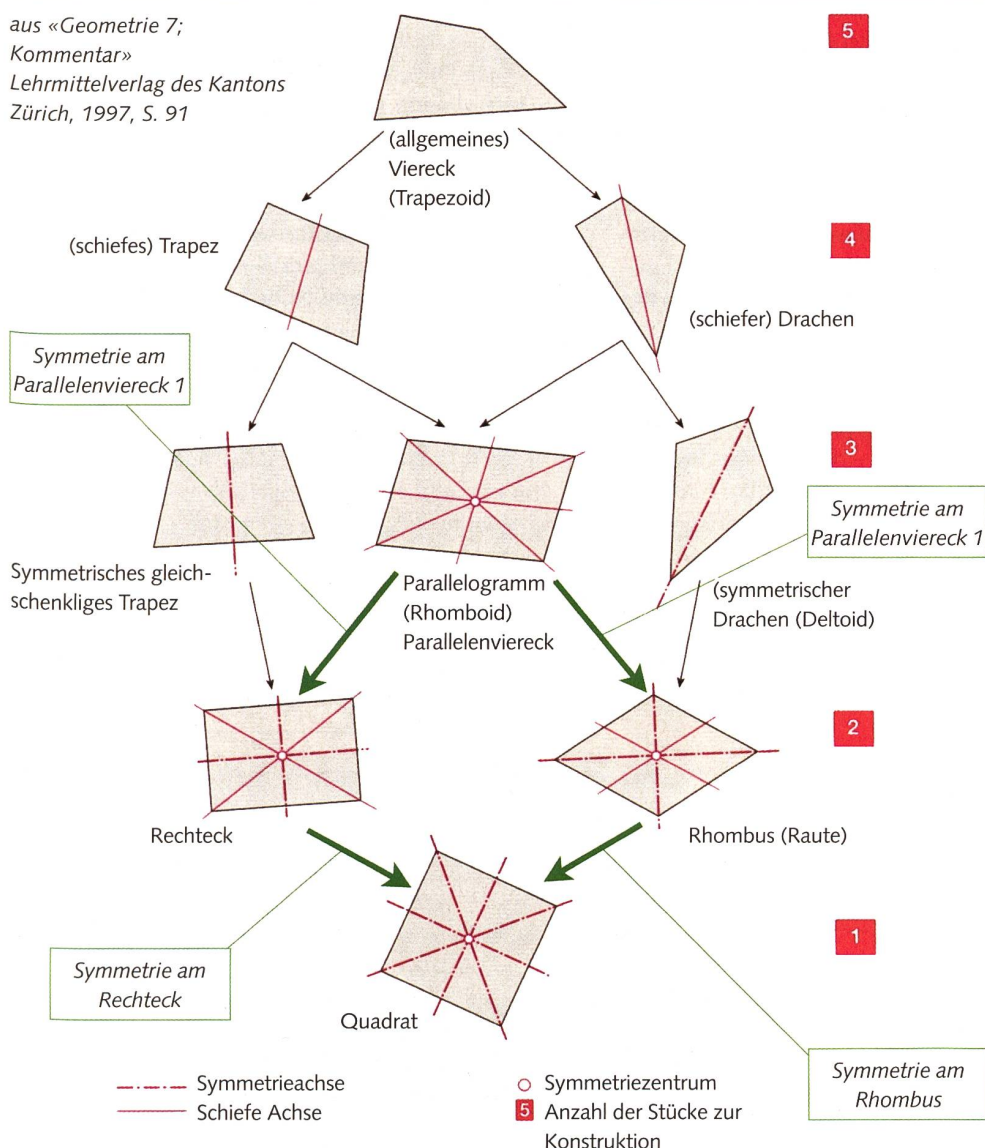 aus «Geometrie 7;
Kommentar»
Lehrmittelverlag des Kantons
Zürich, 1997, S. 91
5
(allgemeines)
Viereck
(Trapezoid)
(schiefes) Trapez
4
(schiefer) Drachen
Symmetrie am
Parallelenviereck 1
3
Symmetrie am
Parallelenviereck 1
Symmetrisches gleich-
schenkliges Trapez
Parallelogramm
(Rhomboid)
Parallelenviereck
(symmetrischer
Drachen (Deltoid)
2
Rechteck
Rhombus (Raute)
1
Symmetrie am
Rechteck
Quadrat
Symmetrie am
Rhombus
Symmetrieachse
Schiefe Achse
Symmetriezentrum
5 Anzahl der Stücke zur
Konstruktion